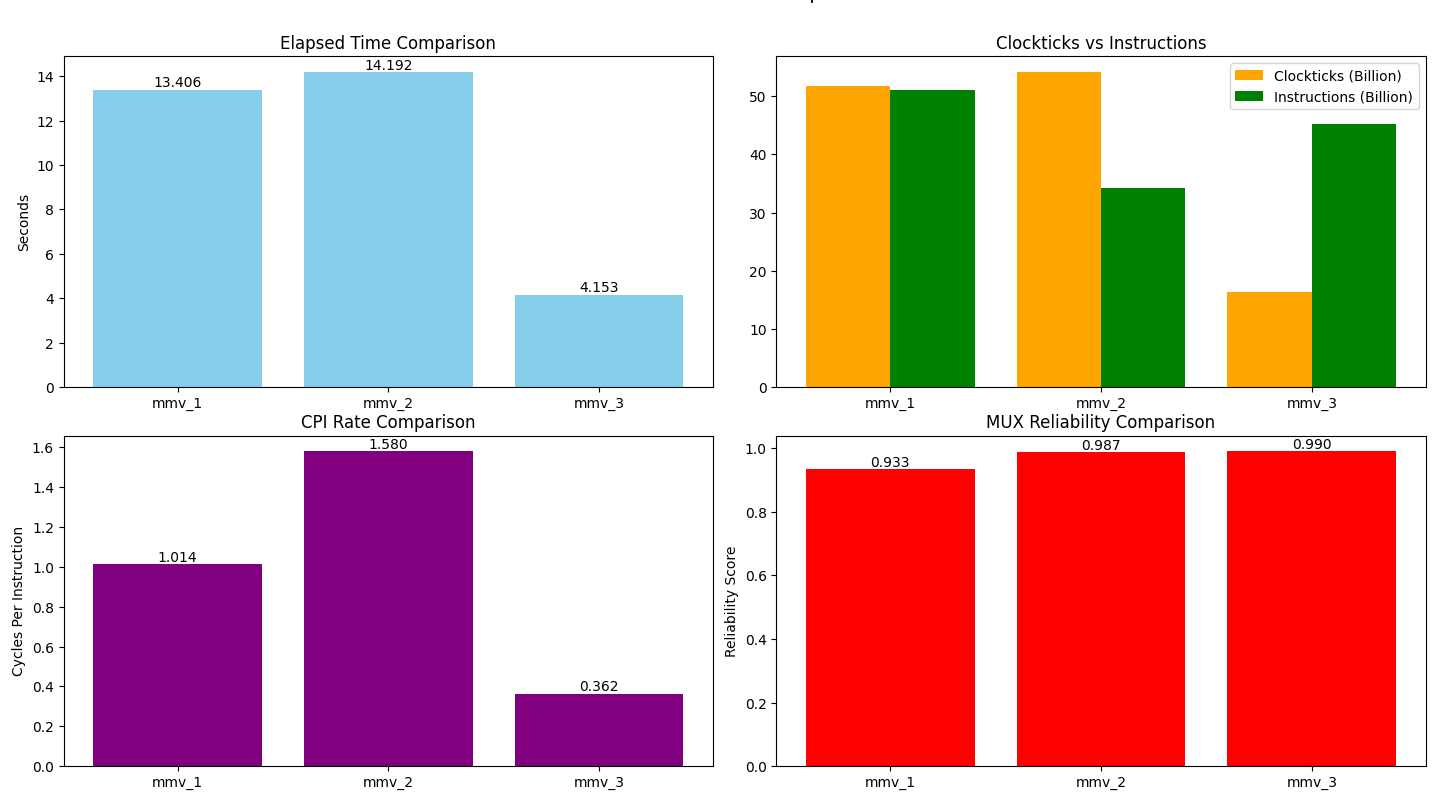 Elapsed Time Comparison
14
12
10
8
6
4
2
0
Seconds
13.406
14.192
4.153
mmv_1
mmv_2
mmv_3
Clockticks vs Instructions
50
40
30
20
10
0
Clockticks (Billion)
Instructions (Billion)
mmv_1
mmv_2
mmv_3
CPI Rate Comparison
1.6
1.4
1.2
1.0
0.8
0.6
0.4
0.2
0.0
Cycles Per Instruction
1.014
1.580
0.362
mmv_1
mmv_2
mmv_3
MUX Reliability Comparison
1.0
0.8
0.6
0.4
0.2
0.0
Reliability Score
0.933
0.987
0.990
mmv_1
mmv_2
mmv_3